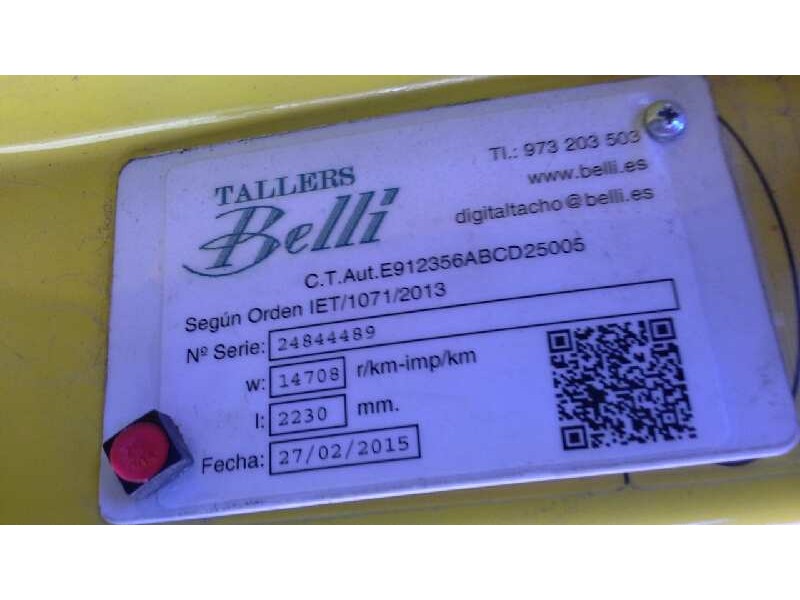 TALLERS
Belli
Tl.: 973 203 503
www.belli.es
digitaltacho@belli.es
C.T.Aut.E912356ABCD25005
Según Orden IET/1071/2013
Nº Serie: 24844489
w: 14708 r/km-imp/km
l: 2230 mm.
Fecha: 27/02/2015